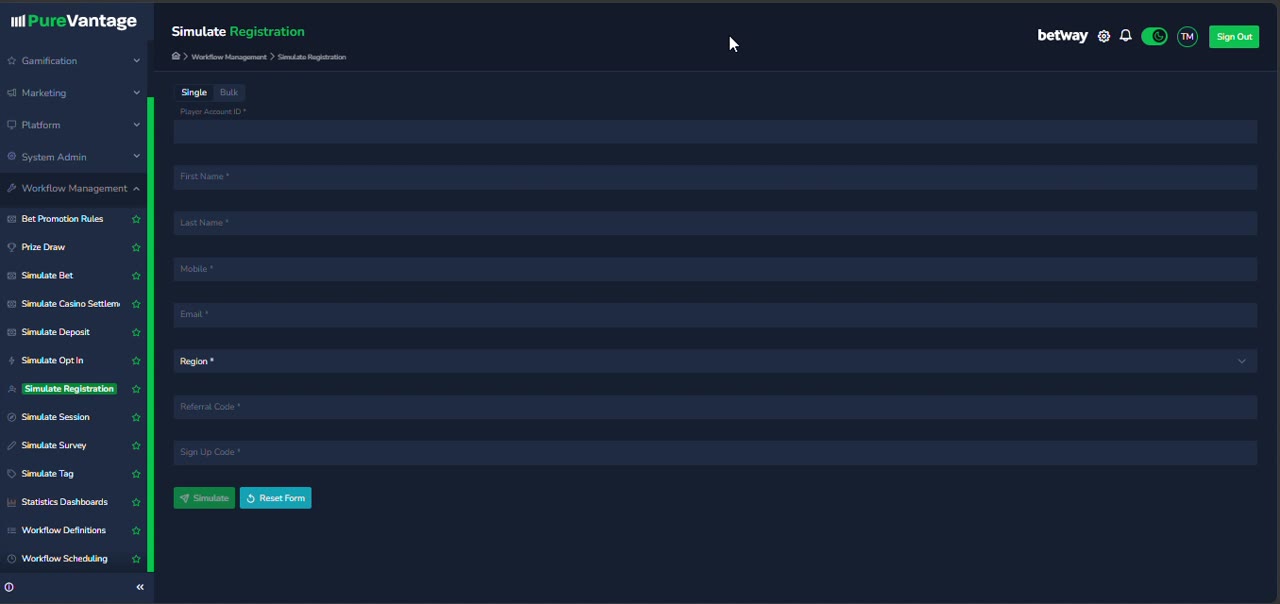 PureVantage
Gamification
Marketing
Platform
System Admin
Workflow Management
Bet Promotion Rules
Prize Draw
Simulate Bet
Simulate Casino Settlem
Simulate Deposit
Simulate Opt In
Simulate Registration
Simulate Session
Simulate Survey
Simulate Tag
Statistics Dashboards
Workflow Definitions
Workflow Scheduling
Simulate Registration
Workflow Management > Simulate Registration
betway TM Sign Out
Single Bulk
Player Account ID *
First Name *
Last Name *
Mobile *
Email *
Region *
Referral Code *
Sign Up Code *
Simulate Reset Form